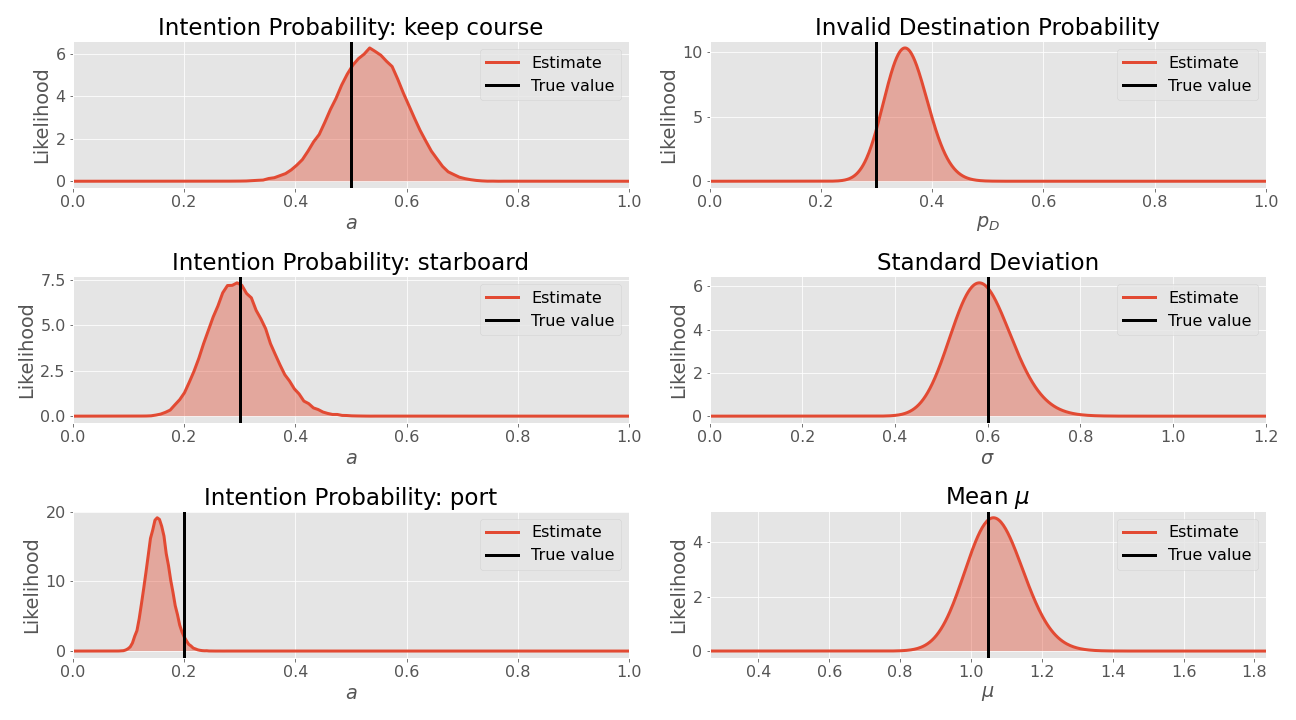 Intention Probability: keep course
Likelihood
6
4
2
0
Estimate
True value
0.0 0.2 0.4 0.6 0.8 1.0
a
Invalid Destination Probability
Likelihood
10
5
0
Estimate
True value
0.0 0.2 0.4 0.6 0.8 1.0
p_D
Intention Probability: starboard
Likelihood
7.5
5.0
2.5
0.0
Estimate
True value
0.0 0.2 0.4 0.6 0.8 1.0
a
Standard Deviation
Likelihood
6
4
2
0
Estimate
True value
0.0 0.2 0.4 0.6 0.8 1.0 1.2
σ
Intention Probability: port
Likelihood
20
10
0
Estimate
True value
0.0 0.2 0.4 0.6 0.8 1.0
a
Mean μ
Likelihood
4
2
0
Estimate
True value
0.4 0.6 0.8 1.0 1.2 1.4 1.6 1.8
μ